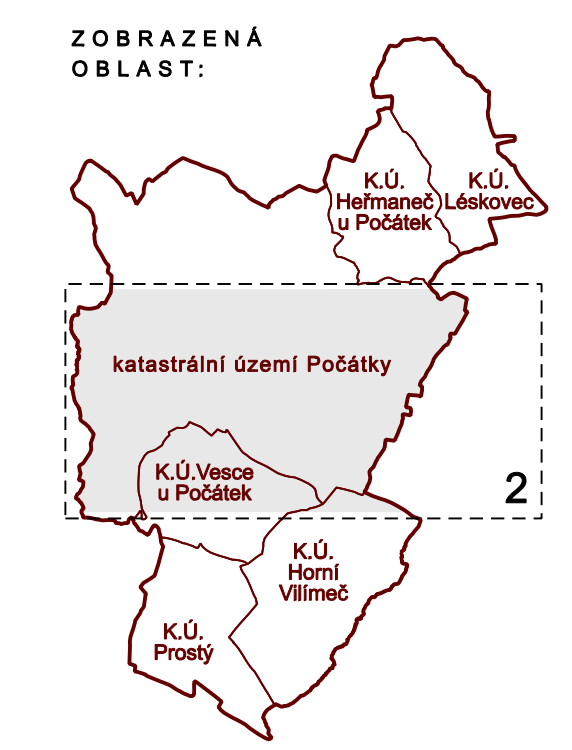 ZOBRAZENÁ
OBLAST:
K.Ú.
Heřmaneč
u Počátek
K.Ú.
Léskovec
katastrální území Počátky
K.Ú.Vesce
u Počátek
2
K.Ú.
Horní
Vilímeč
K.Ú.
Prostý